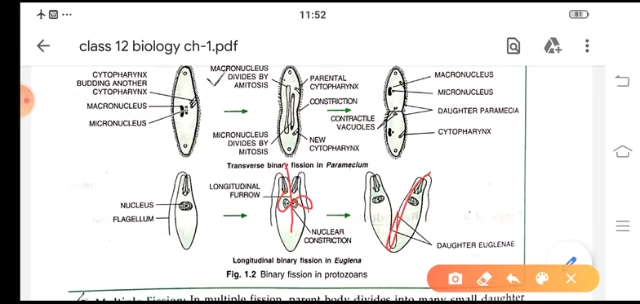 11:52
81
class 12 biology ch-1.pdf
CYTOPHARYNX
BUDDING ANOTHER
CYTOPHARYNX
MACRONUCLEUS
MICRONUCLEUS
MACRONUCLEUS
DIVIDES BY
AMITOSIS
MICRONUCLEUS
DIVIDES BY
MITOSIS
PARENTAL
CYTOPHARYNX
CONSTRICTION
CONTRACTILE
VACUOLES
NEW
CYTOPHARYNX
MACRONUCLEUS
MICRONUCLEUS
DAUGHTER PARAMECIA
CYTOPHARYNX
Transverse binary fission in Paramecium
NUCLEUS
FLAGELLUM
LONGITUDINAL
FURROW
NUCLEAR
CONSTRICTION
DAUGHTER EUGLENAE
Longitudinal binary fission in Euglena
Fig. 1.2 Binary fission in protozoans
Multiple Fission: In multiple fission, parent body divides into many small daughter